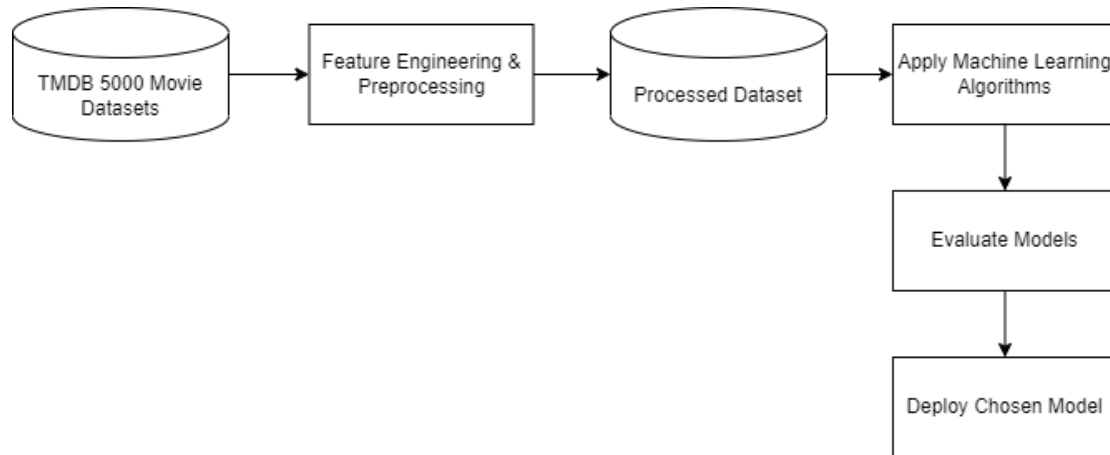 TMDB 5000 Movie
Datasets
Feature Engineering &
Preprocessing
Processed Dataset
Apply Machine Learning
Algorithms
Evaluate Models
Deploy Chosen Model